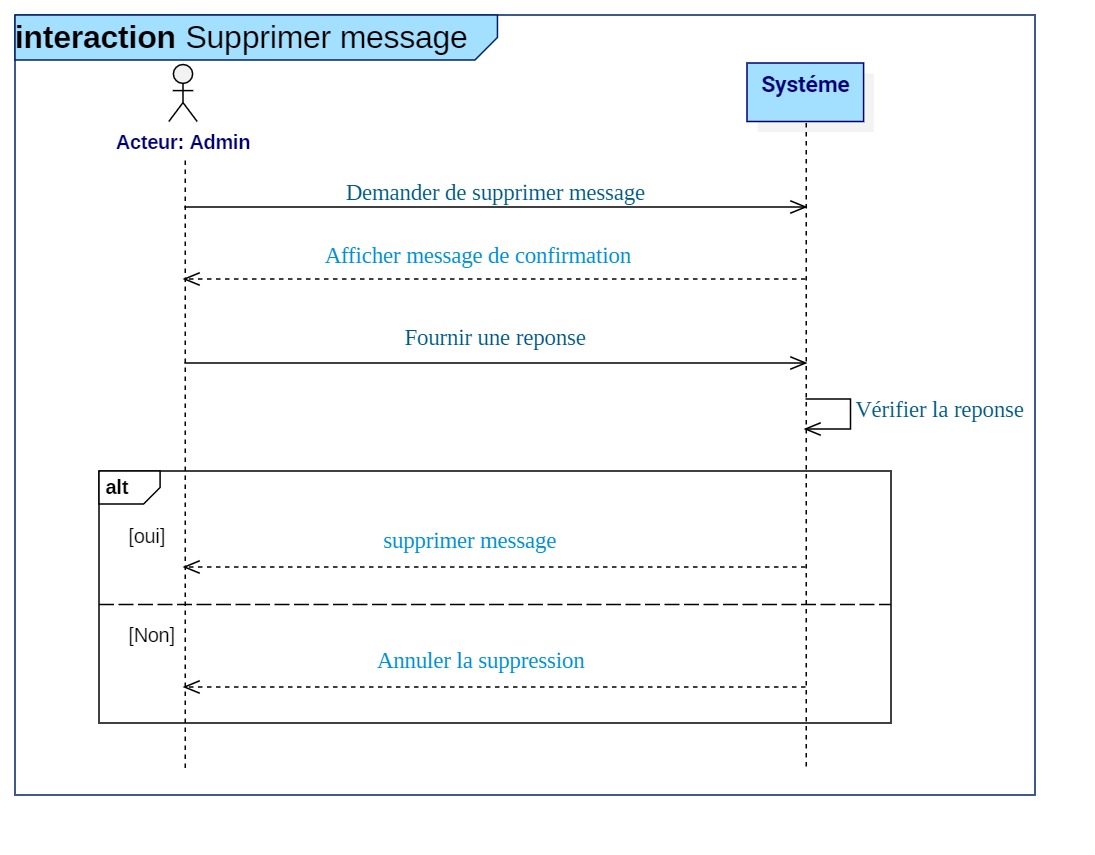 interaction Supprimer message
Systéme
Acteur: Admin
Demander de supprimer message
Afficher message de confirmation
Fournir une reponse
Vérifier la reponse
alt
[oui]
supprimer message
[Non]
Annuler la suppression